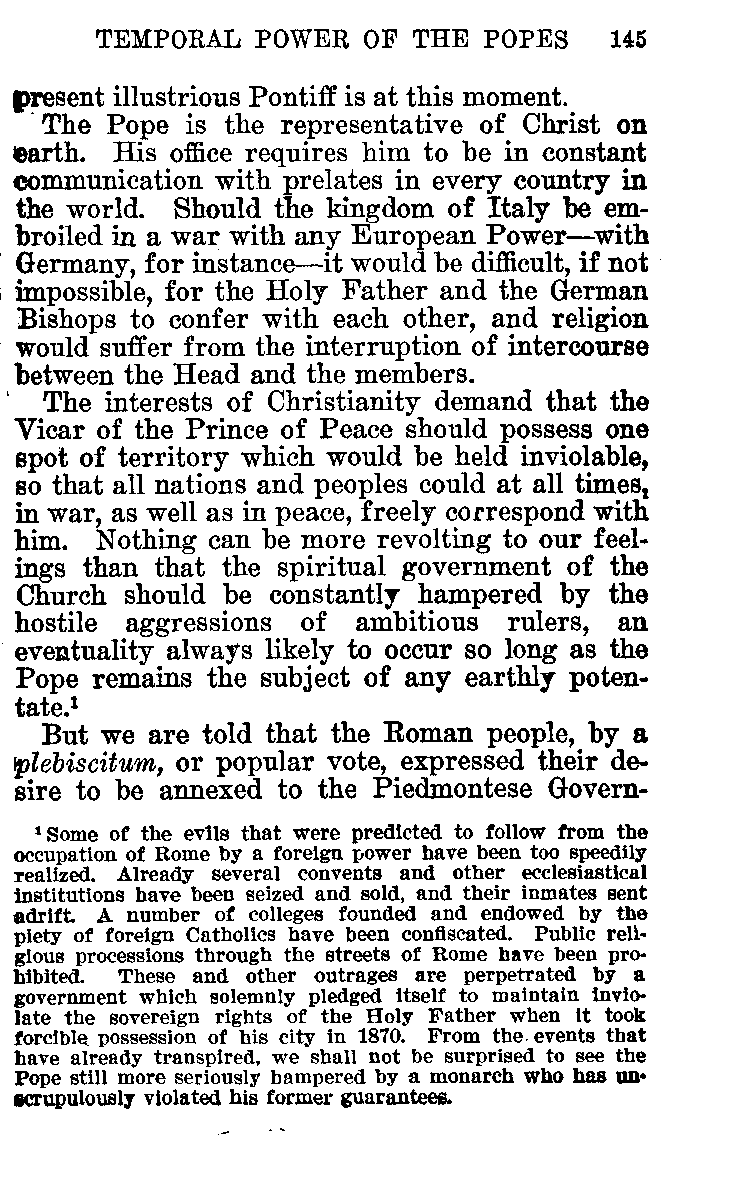 TEMPORAL POWER OF THE POPES 145
present illustrious Pontiff is at this moment.
The Pope is the representative of Christ on
earth. His office requires him to be in constant
communication with prelates in every country in
the world. Should the kingdom of Italy be em-
broiled in a war with any European Power—with
Germany, for instance—it would be difficult, if not
impossible, for the Holy Father and the German
Bishops to confer with each other, and religion
would suffer from the interruption of intercourse
between the Head and the members.
The interests of Christianity demand that the
Vicar of the Prince of Peace should possess one
spot of territory which would be held inviolable,
so that all nations and peoples could at all times,
in war, as well as in peace, freely correspond with
him. Nothing can be more revolting to our feel-
ings than that the spiritual government of the
Church should be constantly hampered by the
hostile aggressions of ambitious rulers, an
eventuality always likely to occur so long as the
Pope remains the subject of any earthly poten-
tate.¹
But we are told that the Roman people, by a
plebiscitum, or popular vote, expressed their de-
sire to be annexed to the Piedmontese Govern-
¹ Some of the evils that were predicted to follow from the
occupation of Rome by a foreign power have been too speedily
realized. Already several convents and other ecclesiastical
institutions have been seized and sold, and their inmates sent
adrift. A number of colleges founded and endowed by the
piety of foreign Catholics have been confiscated. Public reli-
gious processions through the streets of Rome have been pro-
hibited. These and other outrages are perpetrated by a
government which solemnly pledged itself to maintain invio-
late the sovereign rights of the Holy Father when it took
forcible possession of his city in 1870. From the events that
have already transpired, we shall not be surprised to see the
Pope still more seriously hampered by a monarch who has un-
scrupulously violated his former guarantees.